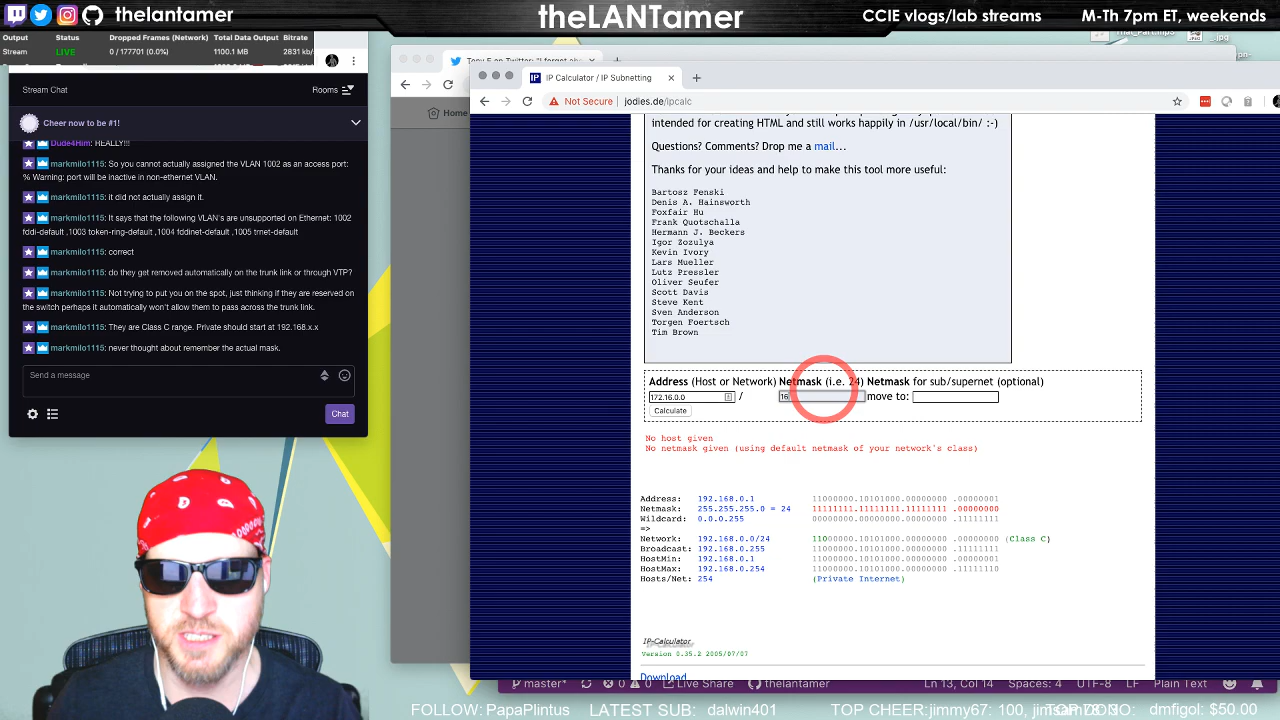 thelantamer
theLANTamer
CCIE vlogs/lab streams
M-Th 7pm ET, weekends
Output Status Dropped Frames (Network) Total Data Output Bitrate
Stream LIVE 0 / 177701 (0.0%) 1100.1 MB 2831 kb/
Stream Chat
Rooms
Cheer now to be #1!
Dude4Him: REALLY!!!
markmilo1115: So you cannot actually assigned the VLAN 1002 as an access port:
% Warning: port will be inactive in non-ethernet VLAN.
markmilo1115: it did not actually assign it.
markmilo1115: It says that the following VLAN's are unsupported on Ethernet: 1002
fddi-default ,1003 token-ring-default ,1004 fddinet-default ,1005 trnet-default
markmilo1115: correct
markmilo1115: do they get removed automatically on the trunk link or through VTP?
markmilo1115: Not trying to put you on the spot, just thinking if they are reserved on
the switch perhaps it automatically won't allow the to pass across the trunk link.
markmilo1115: They are Class C range. Private should start at 192.168.x.x
markmilo1115: never thought about remember the actual mask.
Send a message
Chat
Home
IP Calculator / IP Subnetting
Not Secure jodies.de/ipcalc
intended for creating HTML and still works happily in /usr/local/bin/ :-)
Questions? Comments? Drop me a mail...
Thanks for your ideas and help to make this tool more useful:
Bartosz Fenski
Denis A. Hainsworth
Foxfair Hu
Frank Quotschalla
Hermann J. Beckers
Igor Zozulya
Kevin Ivory
Lars Mueller
Lutz Pressler
Oliver Seufer
Scott Davis
Steve Kent
Sven Anderson
Torgen Foertsch
Tim Brown
Address (Host or Network) Netmask (i.e. 24) Netmask for sub/supernet (optional)
172.16.0.0 / 16 move to:
Calculate
No host given
No netmask given (using default netmask of your network's class)
Address: 192.168.0.1 11000000.10101000.00000000 .00000001
Netmask: 255.255.255.0 = 24 11111111.11111111.11111111 .00000000
Wildcard: 0.0.0.255 00000000.00000000.00000000 .11111111
=>
Network: 192.168.0.0/24 11000000.10101000.00000000 .00000000 (Class C)
Broadcast: 192.168.0.255 11000000.10101000.00000000 .11111111
HostMin: 192.168.0.1 11000000.10101000.00000000 .00000001
HostMax: 192.168.0.254 11000000.10101000.00000000 .11111110
Hosts/Net: 254 (Private Internet)
IP-Calculator
Version 0.35.2 2005/07/07
Download
master* 0 0 Live Share thelantamer Ln 13, Col 14 Spaces: 4 UTF-8 LF Plain Text
FOLLOW: PapaPlintus LATEST SUB: dalwin401 TOP CHEER: jimmy67: 100, dmfigol: $50.00